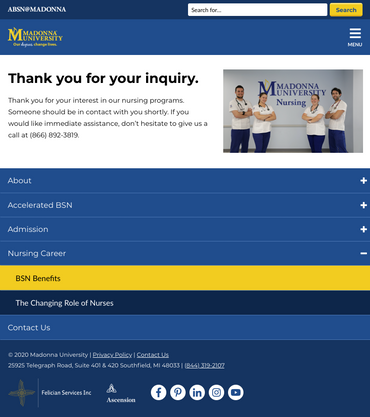 ABSN@MADONNA
Search for...
Search
MADONNA
UNIVERSITY
Your degree, change lives.
MENU
Thank you for your inquiry.
Thank you for your interest in our nursing programs.
Someone should be in contact with you shortly. If you
would like immediate assistance, don't hesitate to give us a
call at (866) 892-3819.
MADONNA
UNIVERSITY
Nursing
About
Accelerated BSN
Admission
Nursing Career
BSN Benefits
The Changing Role of Nurses
Contact Us
© 2020 Madonna University | Privacy Policy | Contact Us
25925 Telegraph Road, Suite 401 & 420 Southfield, MI 48033 | (844) 319-2107
Felician Services Inc
Ascension